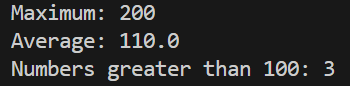 Maximum: 200
Average: 110.0
Numbers greater than 100: 3